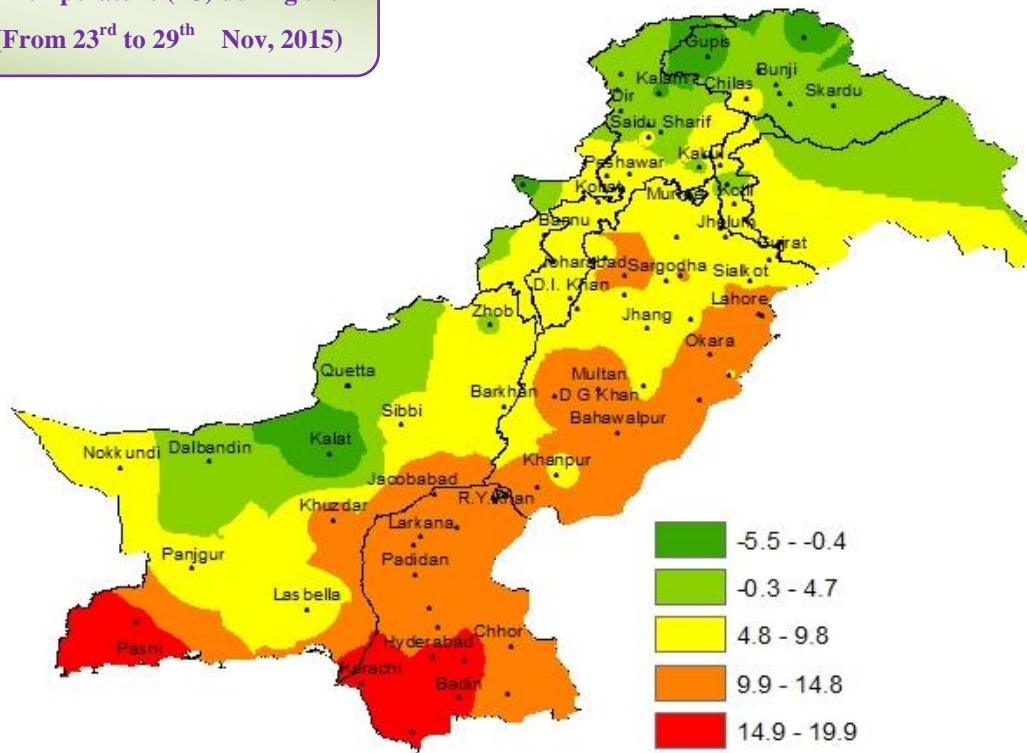 (From 23rd to 29th Nov, 2015)
Gupis
Kalam
Chilas
Bunji
Skardu
Dir
Saidu Sharif
Peshawar
Kakul
Kohat
Murree
Kotli
Bannu
Jhelum
Gujrat
Joharabad
Sargodha
Sialkot
D.I. Khan
Lahore
Zhob
Jhang
Okara
Quetta
Multan
Barkhan
D G Khan
Sibbi
Bahawalpur
Nokkundi
Dalbandin
Kalat
Khanpur
Jacobabad
R.Y.Khan
Khuzdar
Larkana
Panjgur
Padidan
Lasbella
Pasni
Hyderabad
Chhor
Karachi
Badin
-5.5 - -0.4
-0.3 - 4.7
4.8 - 9.8
9.9 - 14.8
14.9 - 19.9